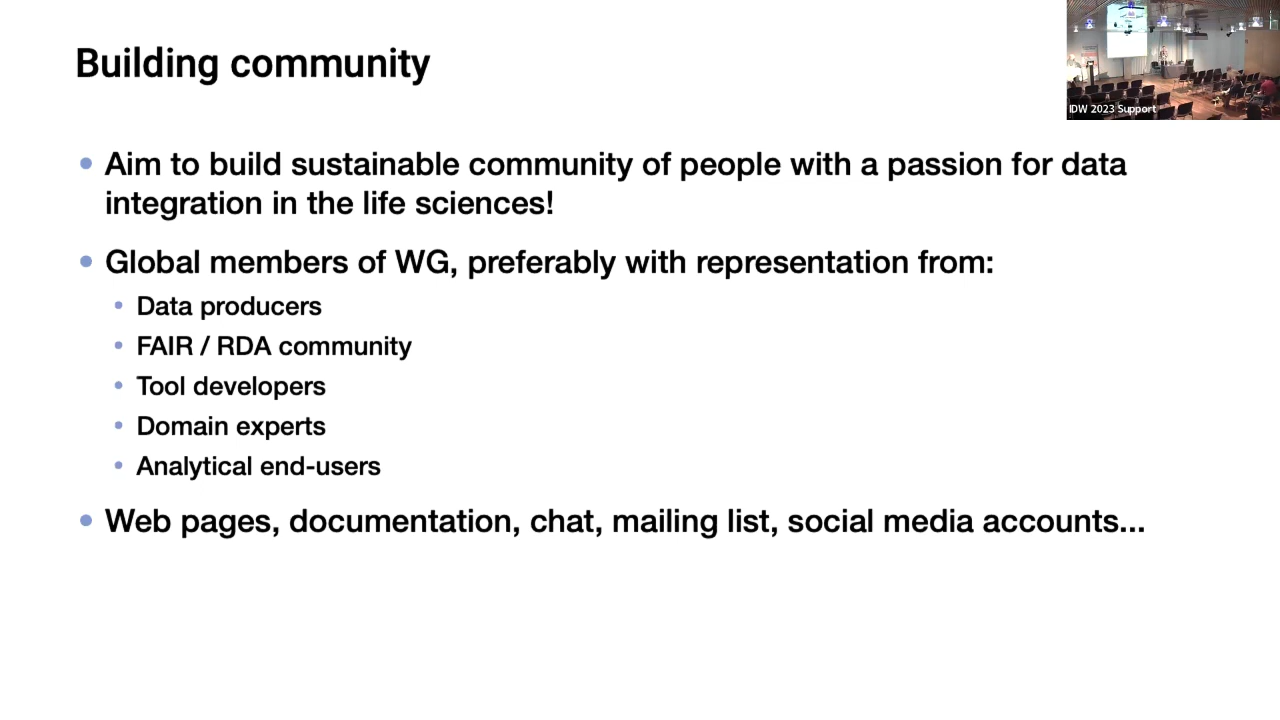 Building community
IDW 2023 Support
Aim to build sustainable community of people with a passion for data
integration in the life sciences!
Global members of WG, preferably with representation from:
Data producers
FAIR / RDA community
Tool developers
Domain experts
Analytical end-users
Web pages, documentation, chat, mailing list, social media accounts...